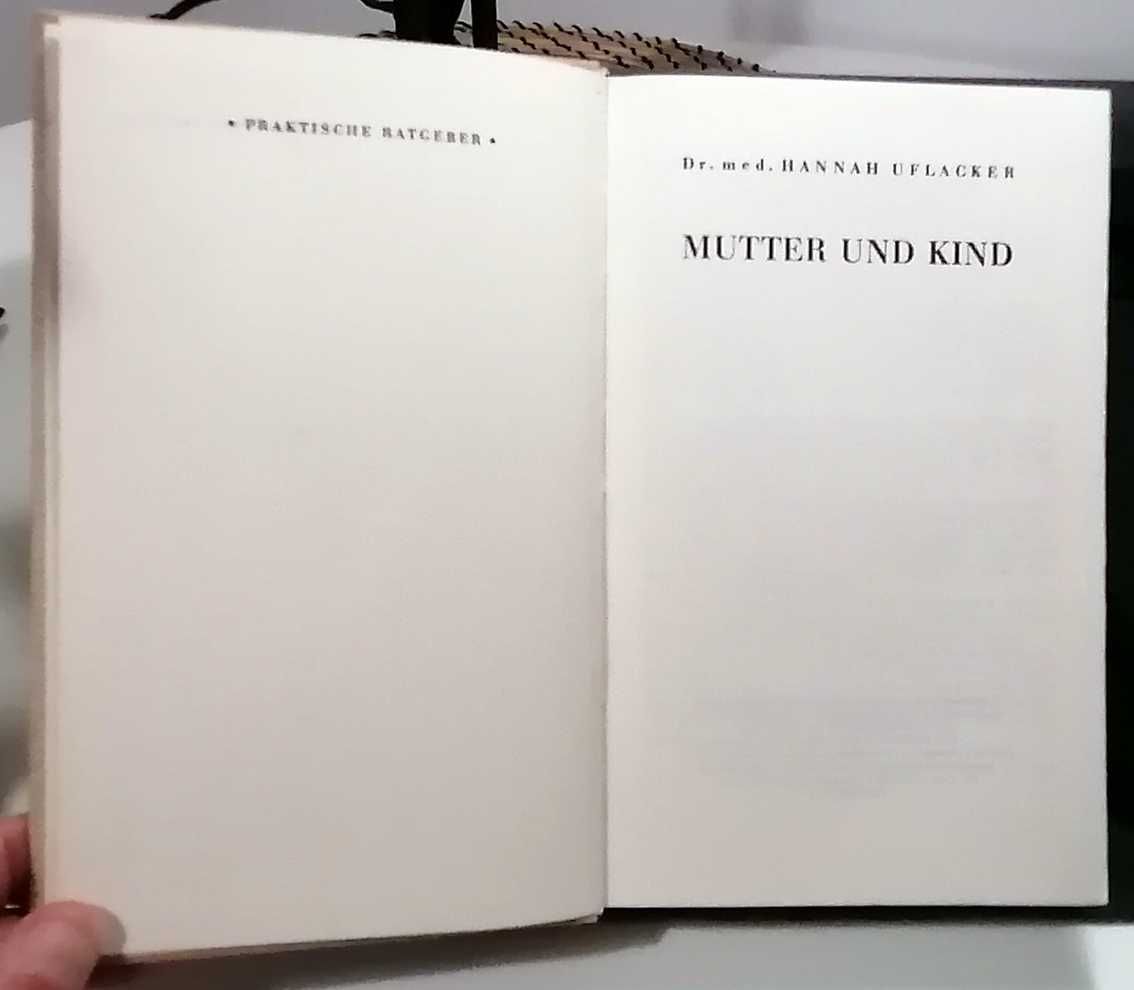 • PRAKTISCHE RATGEBER •
Dr. med. HANNAH UFLACKER
MUTTER UND KIND